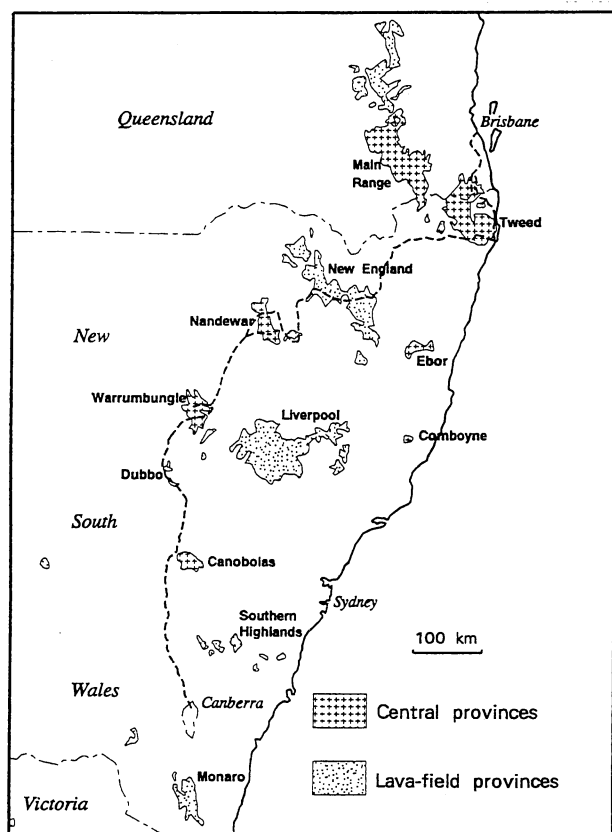 Queensland
Brisbane
Main
Range
Tweed
New England
Nandewar
New
Ebor
Warrumbungle
Liverpool
Comboyne
Dubbo
South
Canobolas
Sydney
Southern
Highlands
100 km
Wales
Canberra
Central provinces
Monaro
Lava-field provinces
Victoria